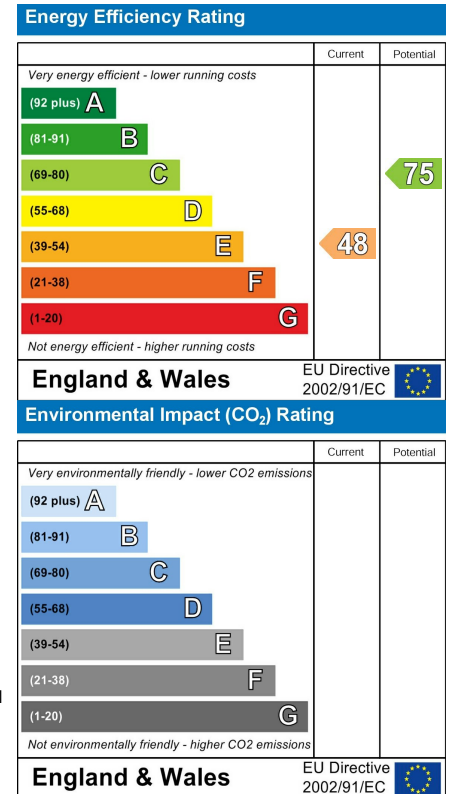 Energy Efficiency Rating
Current Potential
Very energy efficient - lower running costs
(92 plus) A
(81-91) B
(69-80) C
75
(55-68) D
(39-54) E
48
(21-38) F
(1-20) G
Not energy efficient - higher running costs
England & Wales
EU Directive
2002/91/EC
Environmental Impact (CO₂) Rating
Current Potential
Very environmentally friendly - lower CO2 emissions
(92 plus) A
(81-91) B
(69-80) C
(55-68) D
(39-54) E
(21-38) F
(1-20) G
Not environmentally friendly - higher CO2 emissions
England & Wales
EU Directive
2002/91/EC